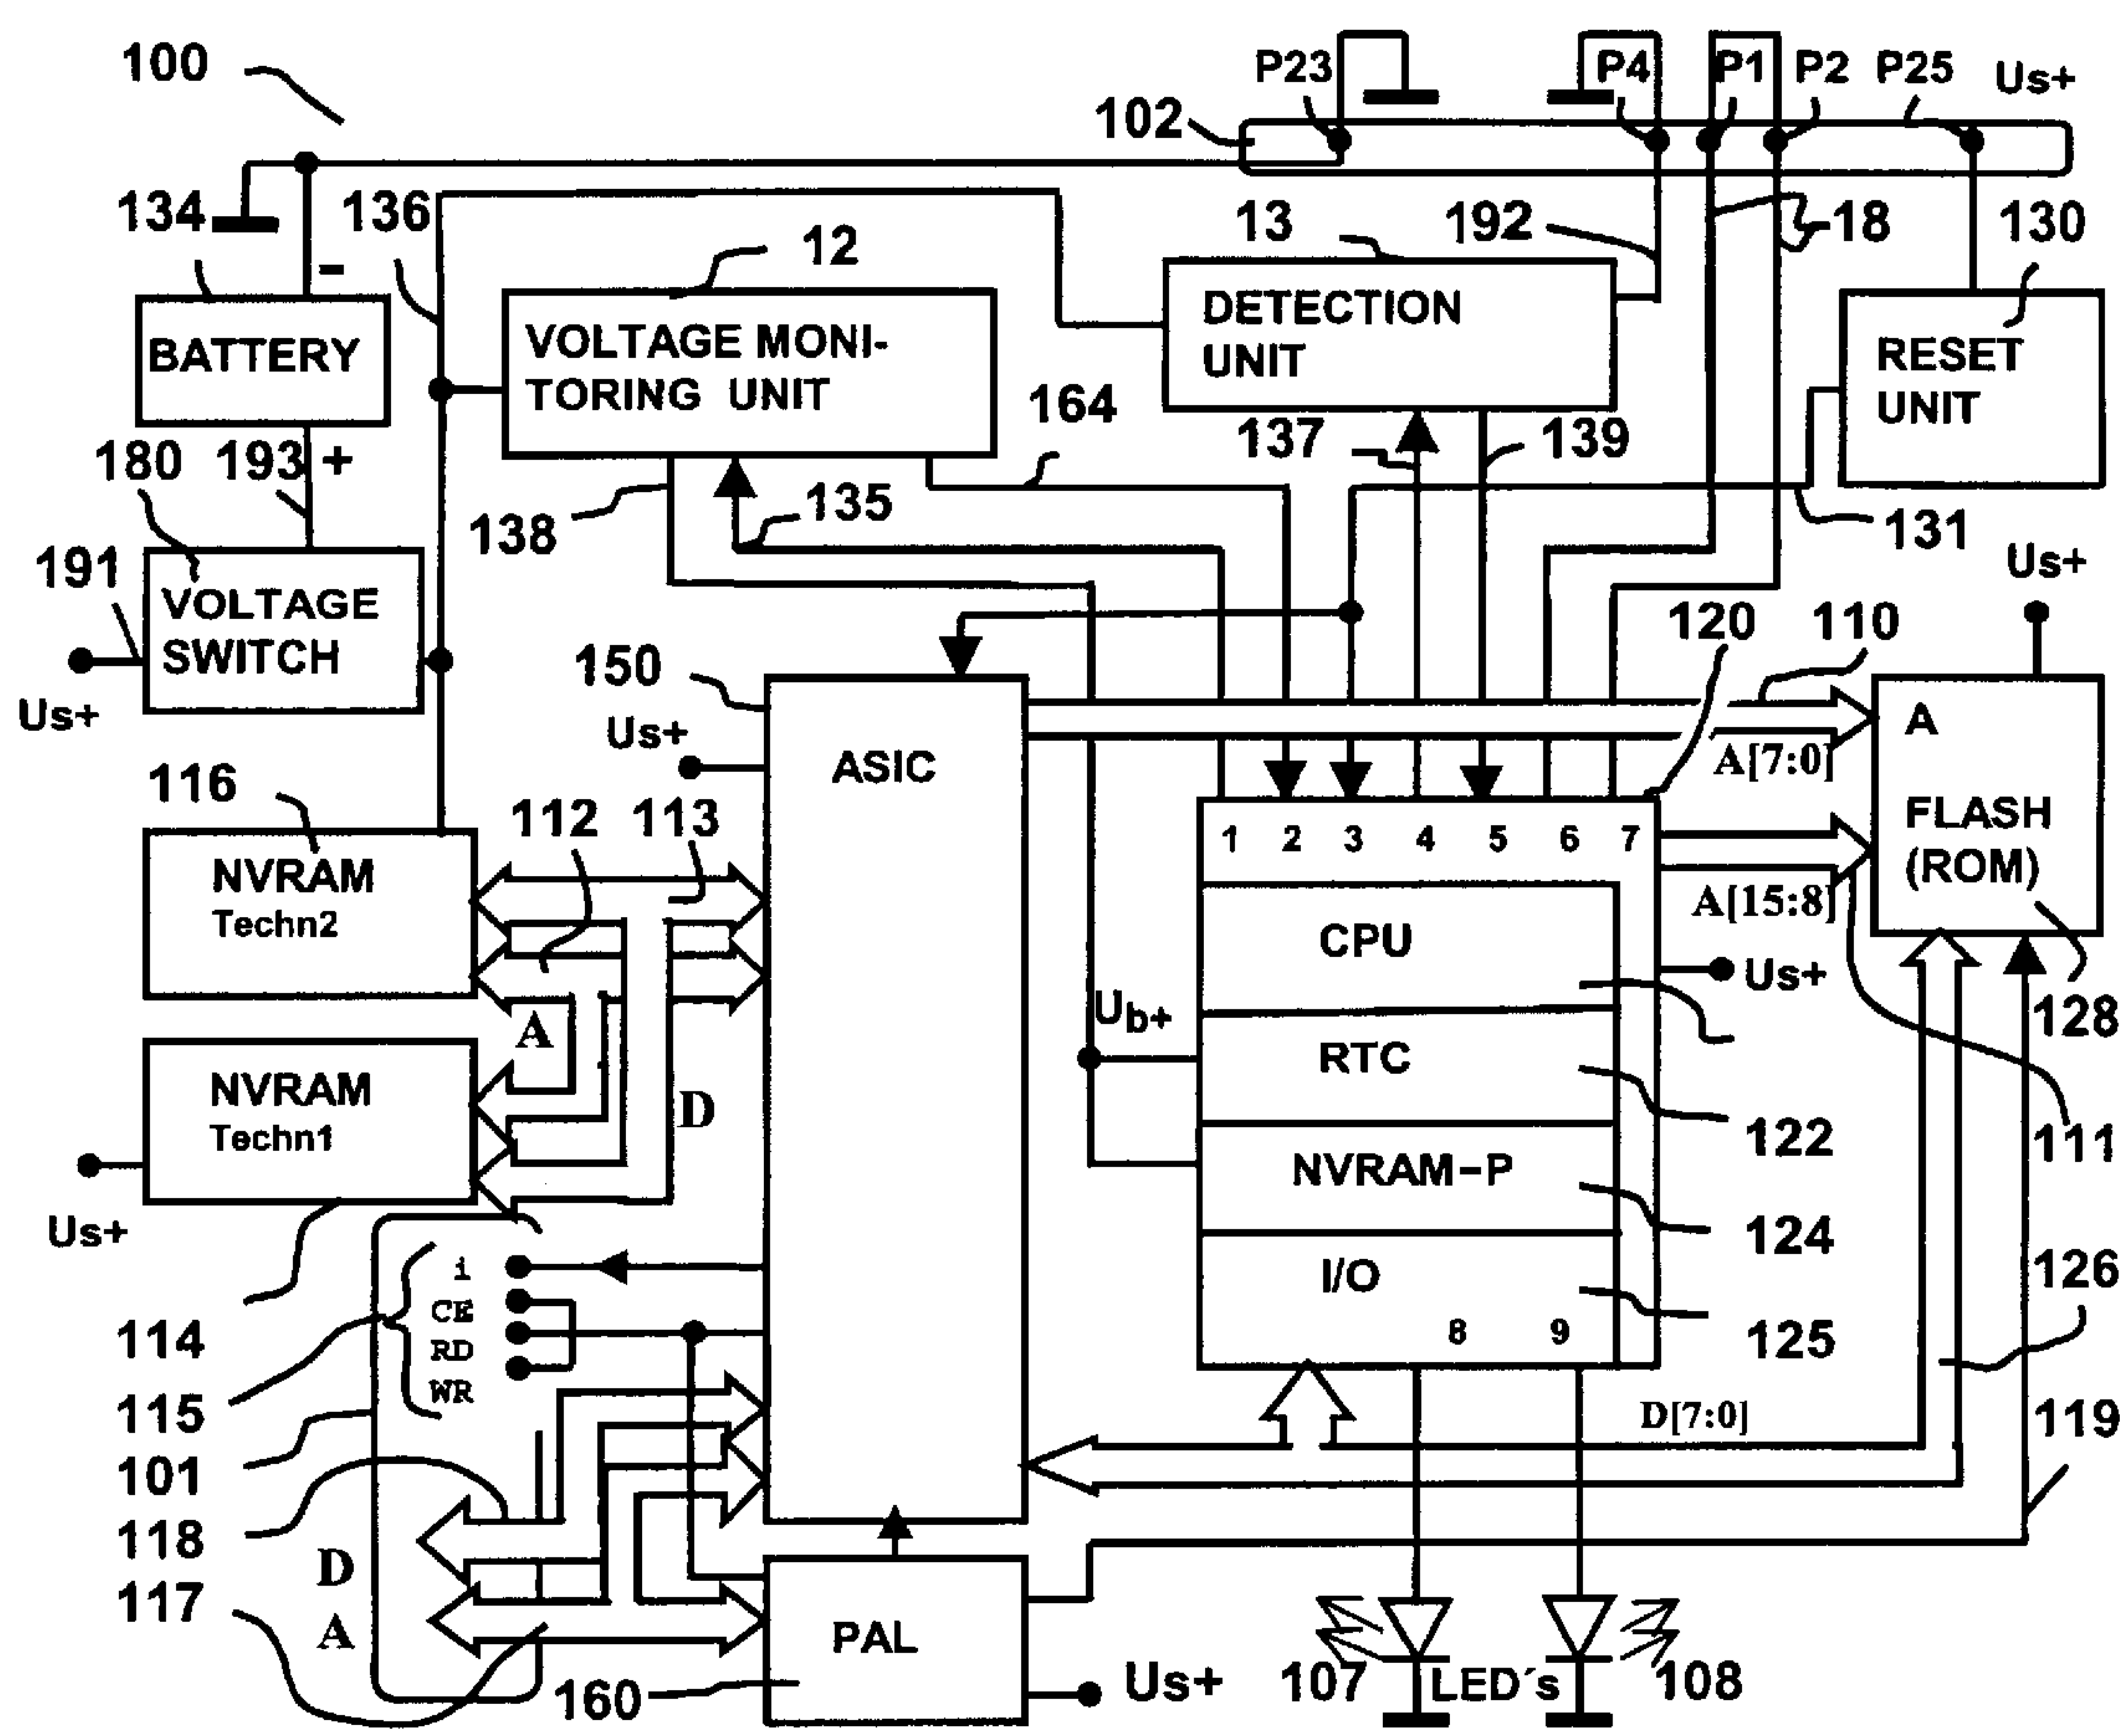 100
P23
P4
P1
P2
P25
Us+
102
134
136
12
13
192
18
130
-
BATTERY
VOLTAGE MONI-
TORING UNIT
DETECTION
UNIT
RESET
UNIT
164
137
139
180
193
+
138
135
131
191
VOLTAGE
SWITCH
Us+
Us+
150
120
110
Us+
ASIC
A
A[7:0]
116
112
113
1 2 3 4 5 6 7
FLASH
(ROM)
NVRAM
Techn2
A[15:8]
CPU
Us+
A
Ub+
128
RTC
NVRAM
Techn1
D
122
111
NVRAM-P
Us+
124
i
I/O
126
CE
114
RD
8
9
125
WR
115
D[7:0]
119
101
118
D
117
A
PAL
160
Us+
107
LED´s
108